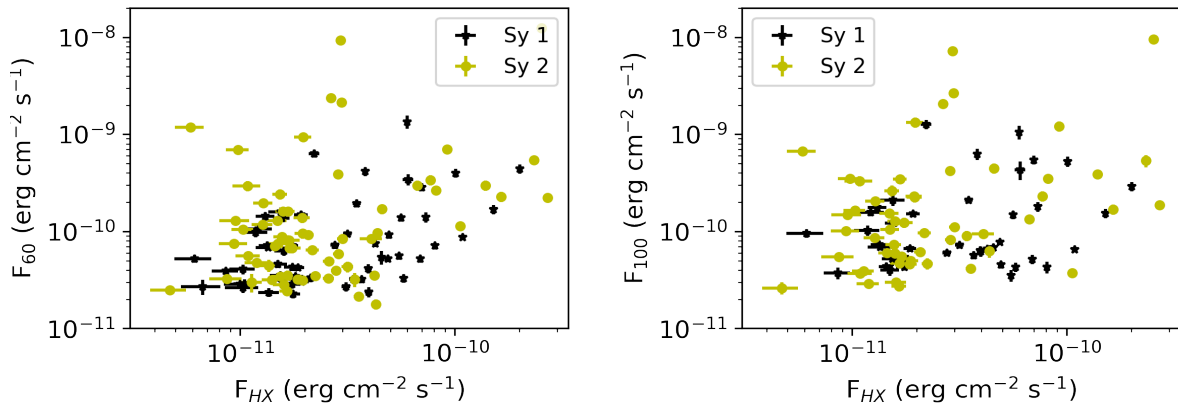 10⁻⁸
10⁻⁹
10⁻¹⁰
10⁻¹¹
F₆₀ (erg cm⁻² s⁻¹)
Sy 1
Sy 2
10⁻¹¹
10⁻¹⁰
F_HX (erg cm⁻² s⁻¹)
10⁻⁸
10⁻⁹
10⁻¹⁰
10⁻¹¹
F₁₀₀ (erg cm⁻² s⁻¹)
Sy 1
Sy 2
10⁻¹¹
10⁻¹⁰
F_HX (erg cm⁻² s⁻¹)